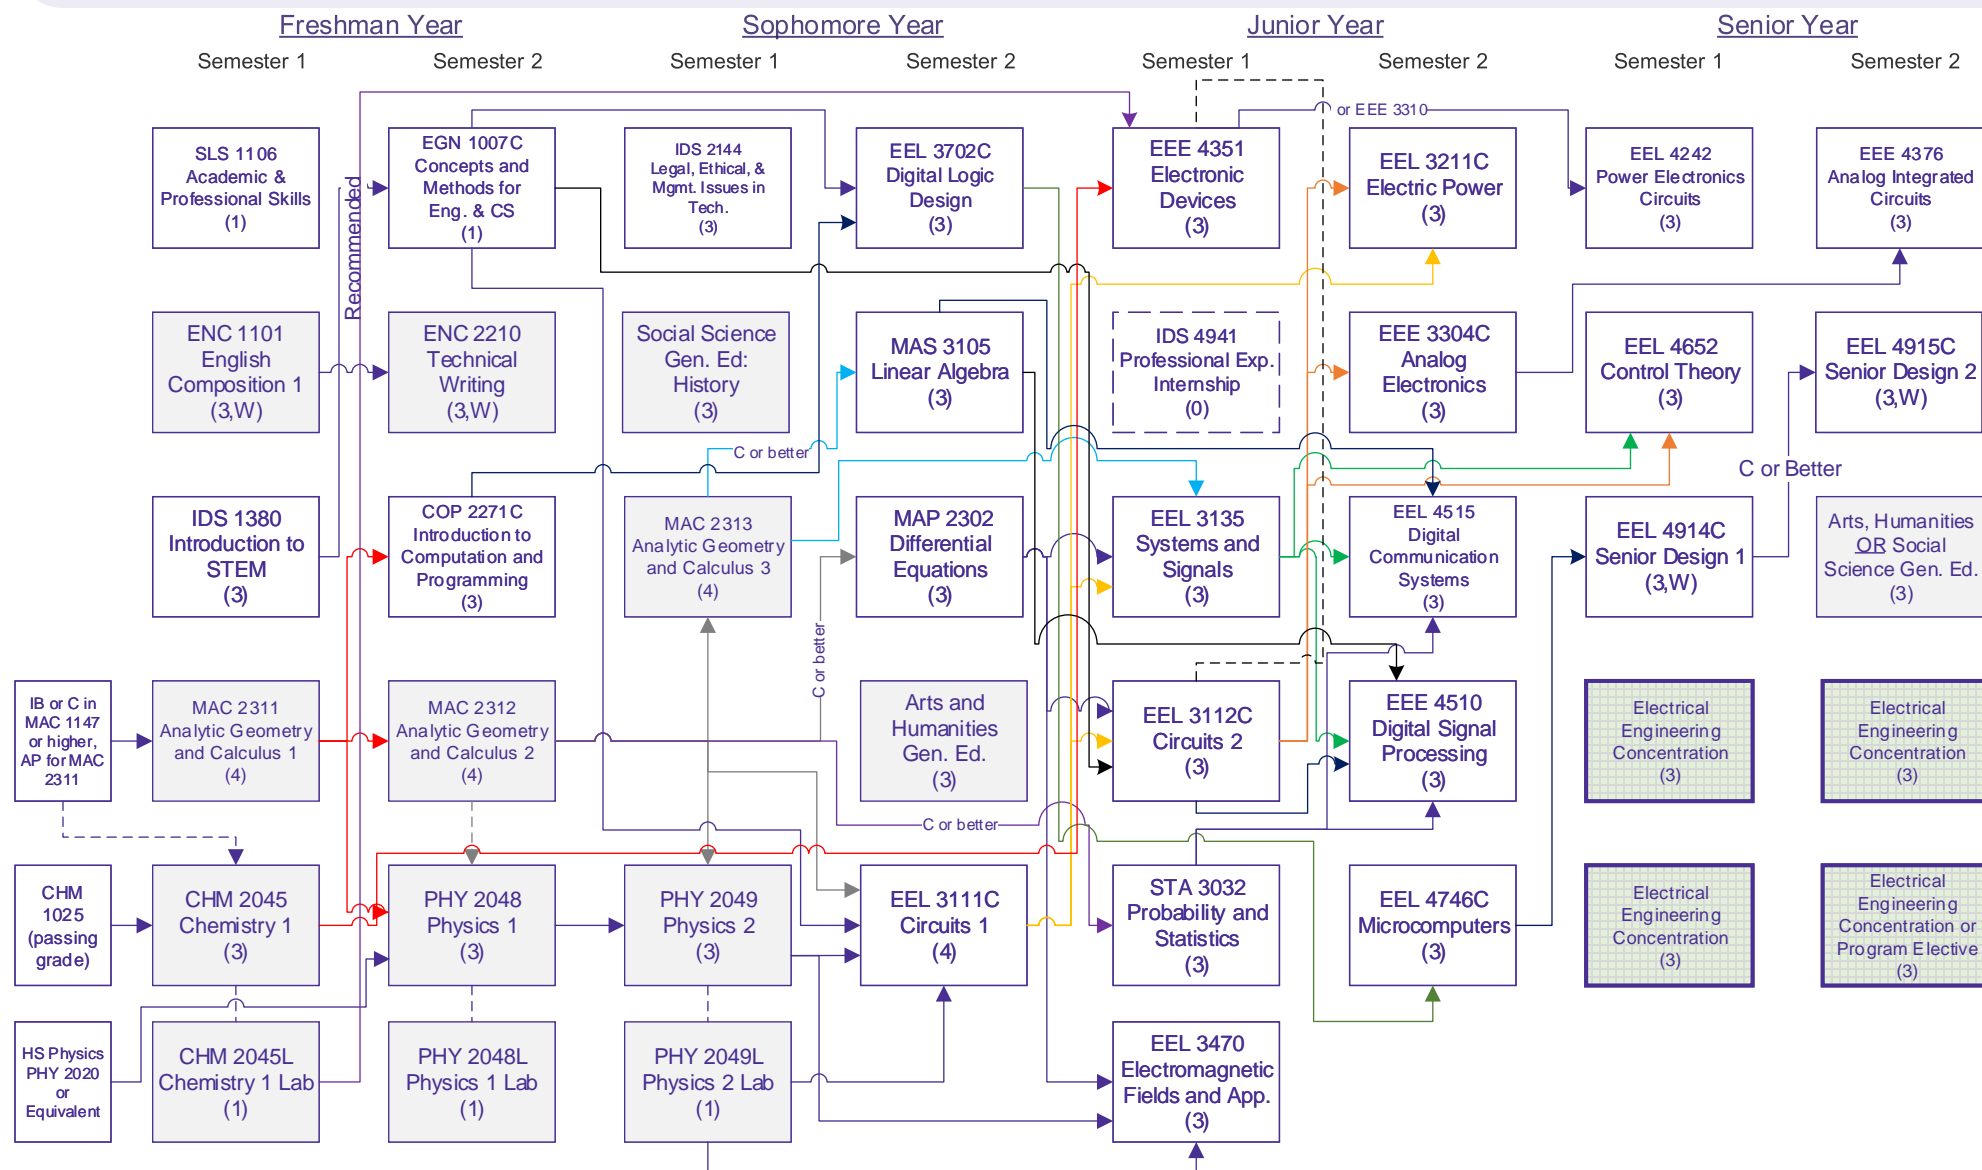 Freshman Year
Sophomore Year
Junior Year
Senior Year
Semester 1
Semester 2
Semester 1
Semester 2
Semester 1
Semester 2
Semester 1
Semester 2
SLS 1106
Academic &
Professional Skills
(1)
EGN 1007C
Concepts and
Methods for
Eng. & CS
(1)
IDS 2144
Legal, Ethical, &
Mgmt. Issues in
Tech.
(3)
EEL 3702C
Digital Logic
Design
(3)
EEE 4351
Electronic
Devices
(3)
or EEE 3310
EEL 3211C
Electric Power
(3)
EEL 4242
Power Electronics
Circuits
(3)
EEE 4376
Analog Integrated
Circuits
(3)
Recommended
ENC 1101
English
Composition 1
(3,W)
ENC 2210
Technical
Writing
(3,W)
Social Science
Gen. Ed:
History
(3)
MAS 3105
Linear Algebra
(3)
IDS 4941
Professional Exp.
Internship
(0)
EEE 3304C
Analog
Electronics
(3)
EEL 4652
Control Theory
(3)
EEL 4915C
Senior Design 2
(3,W)
C or better
C or Better
IDS 1380
Introduction to
STEM
(3)
COP 2271C
Introduction to
Computation and
Programming
(3)
MAC 2313
Analytic Geometry
and Calculus 3
(4)
MAP 2302
Differential
Equations
(3)
EEL 3135
Systems and
Signals
(3)
EEL 4515
Digital
Communication
Systems
(3)
EEL 4914C
Senior Design 1
(3,W)
Arts, Humanities
OR Social
Science Gen. Ed.
(3)
C or better
IB or C in
MAC 1147
or higher,
AP for MAC
2311
MAC 2311
Analytic Geometry
and Calculus 1
(4)
MAC 2312
Analytic Geometry
and Calculus 2
(4)
Arts and
Humanities
Gen. Ed.
(3)
EEL 3112C
Circuits 2
(3)
EEE 4510
Digital Signal
Processing
(3)
Electrical
Engineering
Concentration
(3)
Electrical
Engineering
Concentration
(3)
C or better
CHM
1025
(passing
grade)
CHM 2045
Chemistry 1
(3)
PHY 2048
Physics 1
(3)
PHY 2049
Physics 2
(3)
EEL 3111C
Circuits 1
(4)
STA 3032
Probability and
Statistics
(3)
EEL 4746C
Microcomputers
(3)
Electrical
Engineering
Concentration
(3)
Electrical
Engineering
Concentration or
Program Elective
(3)
HS Physics
PHY 2020
or
Equivalent
CHM 2045L
Chemistry 1 Lab
(1)
PHY 2048L
Physics 1 Lab
(1)
PHY 2049L
Physics 2 Lab
(1)
EEL 3470
Electromagnetic
Fields and App.
(3)